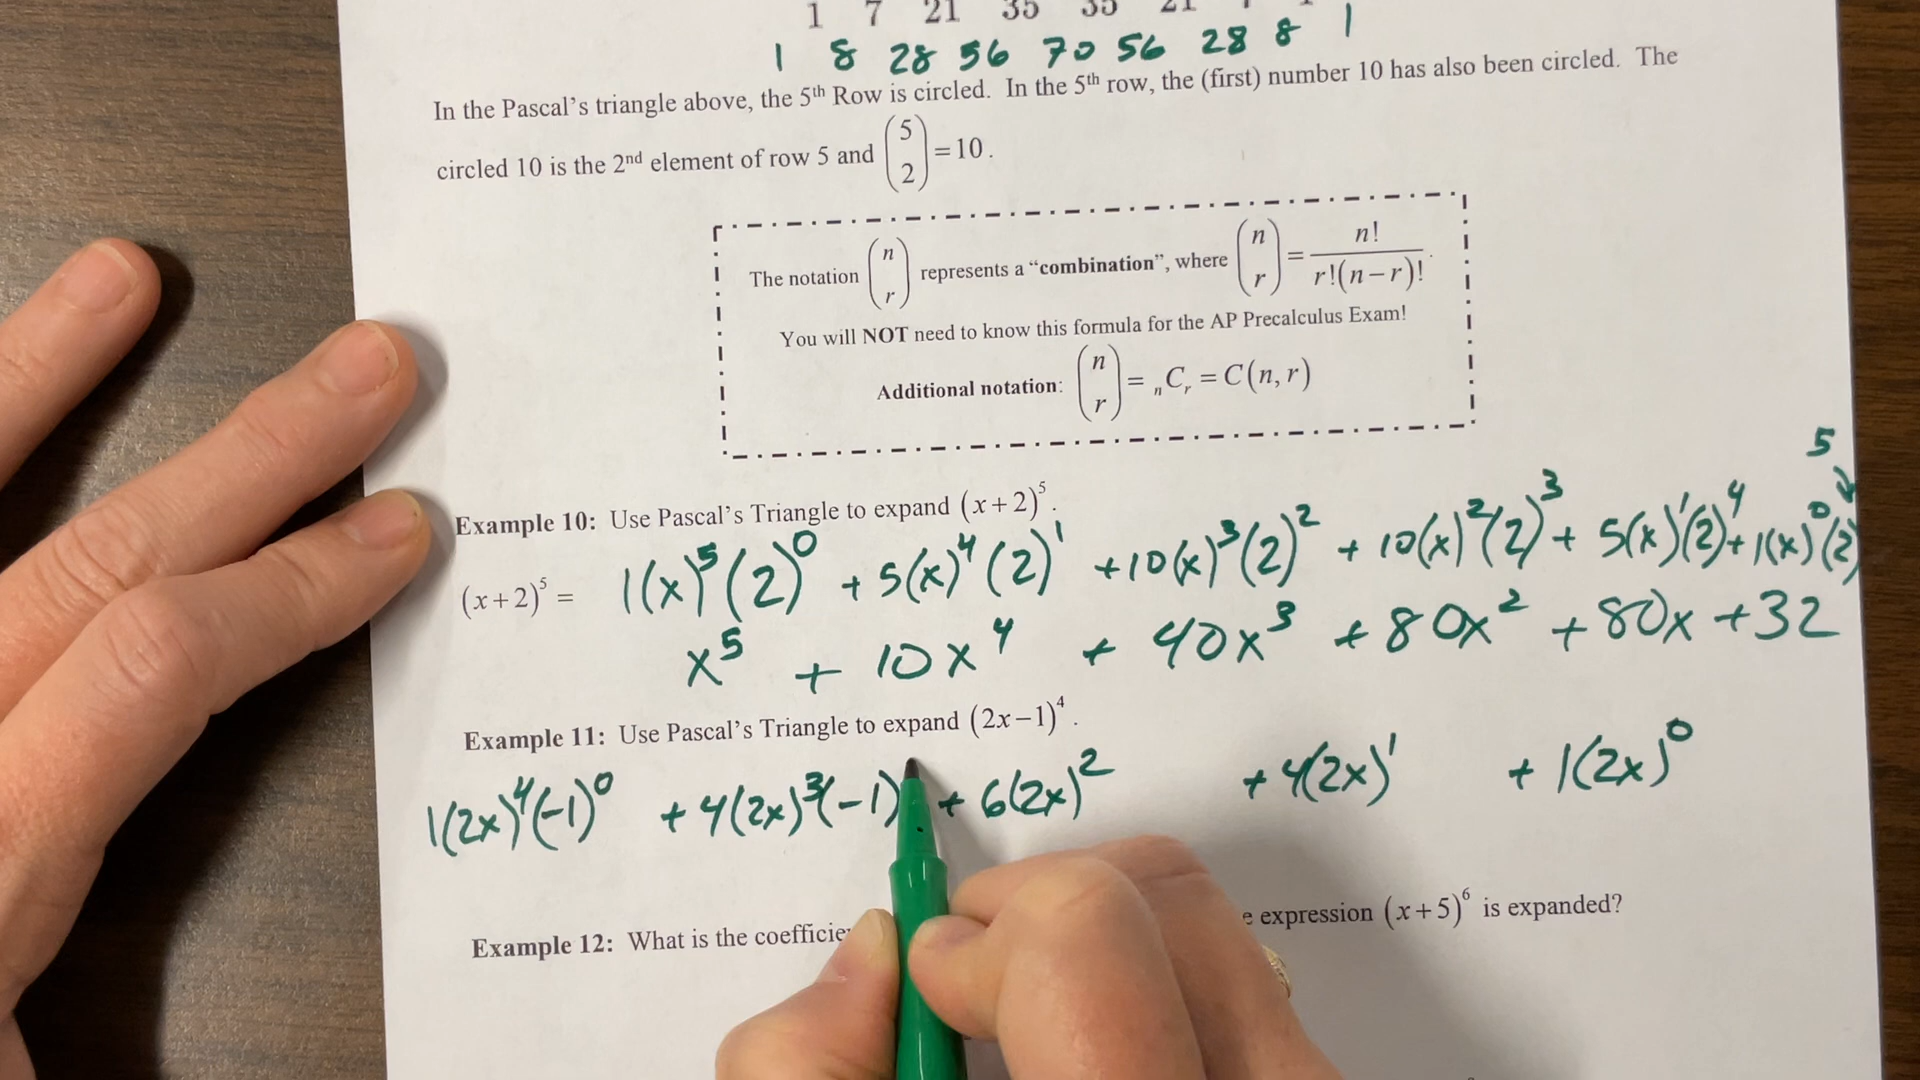 1 7 21 35 35 21
1 8 28 56 70 56 28 8 1
In the Pascal's triangle above, the 5th Row is circled. In the 5th row, the (first) number 10 has also been circled. The
circled 10 is the 2nd element of row 5 and (5 2) = 10.
The notation (n r) represents a “combination”, where (n r) = n! / r!(n−r)!.
You will NOT need to know this formula for the AP Precalculus Exam!
Additional notation: (n r) = nCr = C(n, r)
Example 10: Use Pascal's Triangle to expand (x+2)^5.
(x+2)^5 = 1(x)^5(2)^0 + 5(x)^4(2)^1 + 10(x)^3(2)^2 + 10(x)^2(2)^3 + 5(x)^1(2)^4 + 1(x)^0(2)^5
x^5 + 10x^4 + 40x^3 + 80x^2 + 80x + 32
Example 11: Use Pascal's Triangle to expand (2x−1)^4.
1(2x)^4(-1)^0 + 4(2x)^3(-1) + 6(2x)^2 + 4(2x)^1 + 1(2x)^0
Example 12: What is the expression (x+5)^6 is expanded?